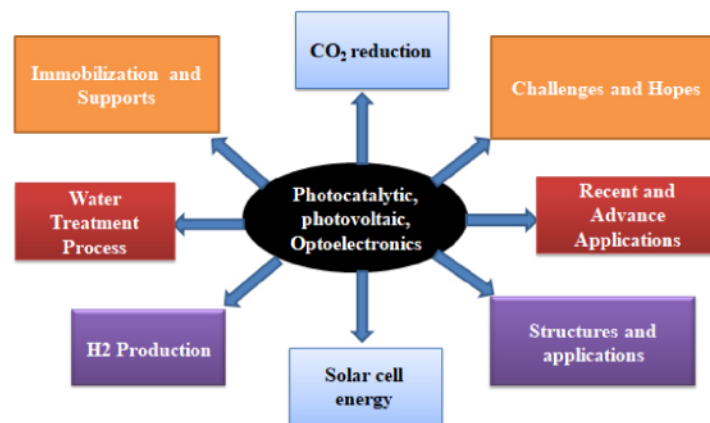 CO₂ reduction
Immobilization and
Supports
Challenges and Hopes
Water
Treatment
Process
Photocatalytic,
photovoltaic,
Optoelectronics
Recent and
Advance
Applications
H2 Production
Structures and
applications
Solar cell
energy